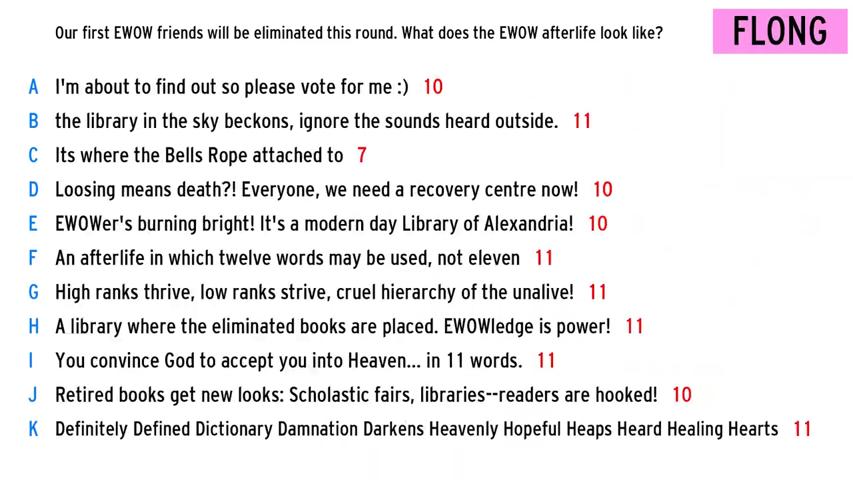 Our first EWOW friends will be eliminated this round. What does the EWOW afterlife look like?
FLONG
A I'm about to find out so please vote for me :) 10
B the library in the sky beckons, ignore the sounds heard outside. 11
C Its where the Bells Rope attached to 7
D Loosing means death?! Everyone, we need a recovery centre now! 10
E EWOWer's burning bright! It's a modern day Library of Alexandria! 10
F An afterlife in which twelve words may be used, not eleven 11
G High ranks thrive, low ranks strive, cruel hierarchy of the unalive! 11
H A library where the eliminated books are placed. EWOWledge is power! 11
I You convince God to accept you into Heaven... in 11 words. 11
J Retired books get new looks: Scholastic fairs, libraries--readers are hooked! 10
K Definitely Defined Dictionary Damnation Darkens Heavenly Hopeful Heaps Heard Healing Hearts 11